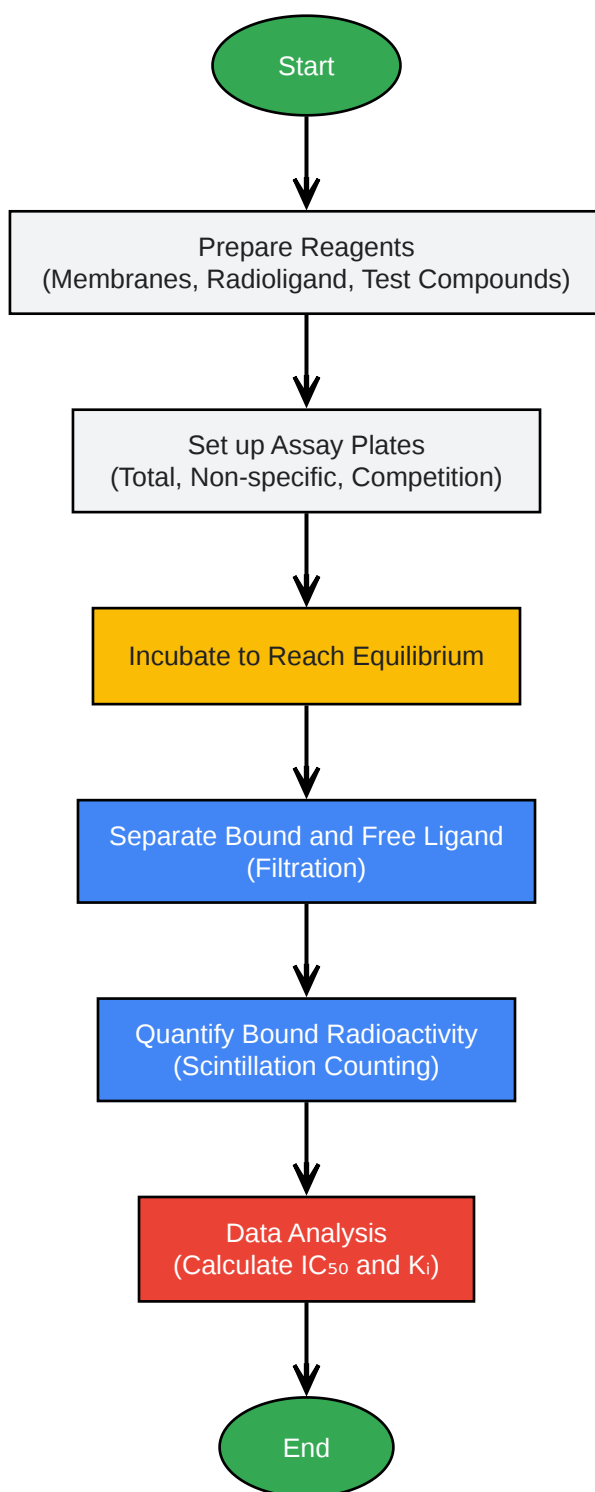 Start
Prepare Reagents
(Membranes, Radioligand, Test Compounds)
Set up Assay Plates
(Total, Non-specific, Competition)
Incubate to Reach Equilibrium
Separate Bound and Free Ligand
(Filtration)
Quantify Bound Radioactivity
(Scintillation Counting)
Data Analysis
(Calculate IC₅₀ and Kᵢ)
End